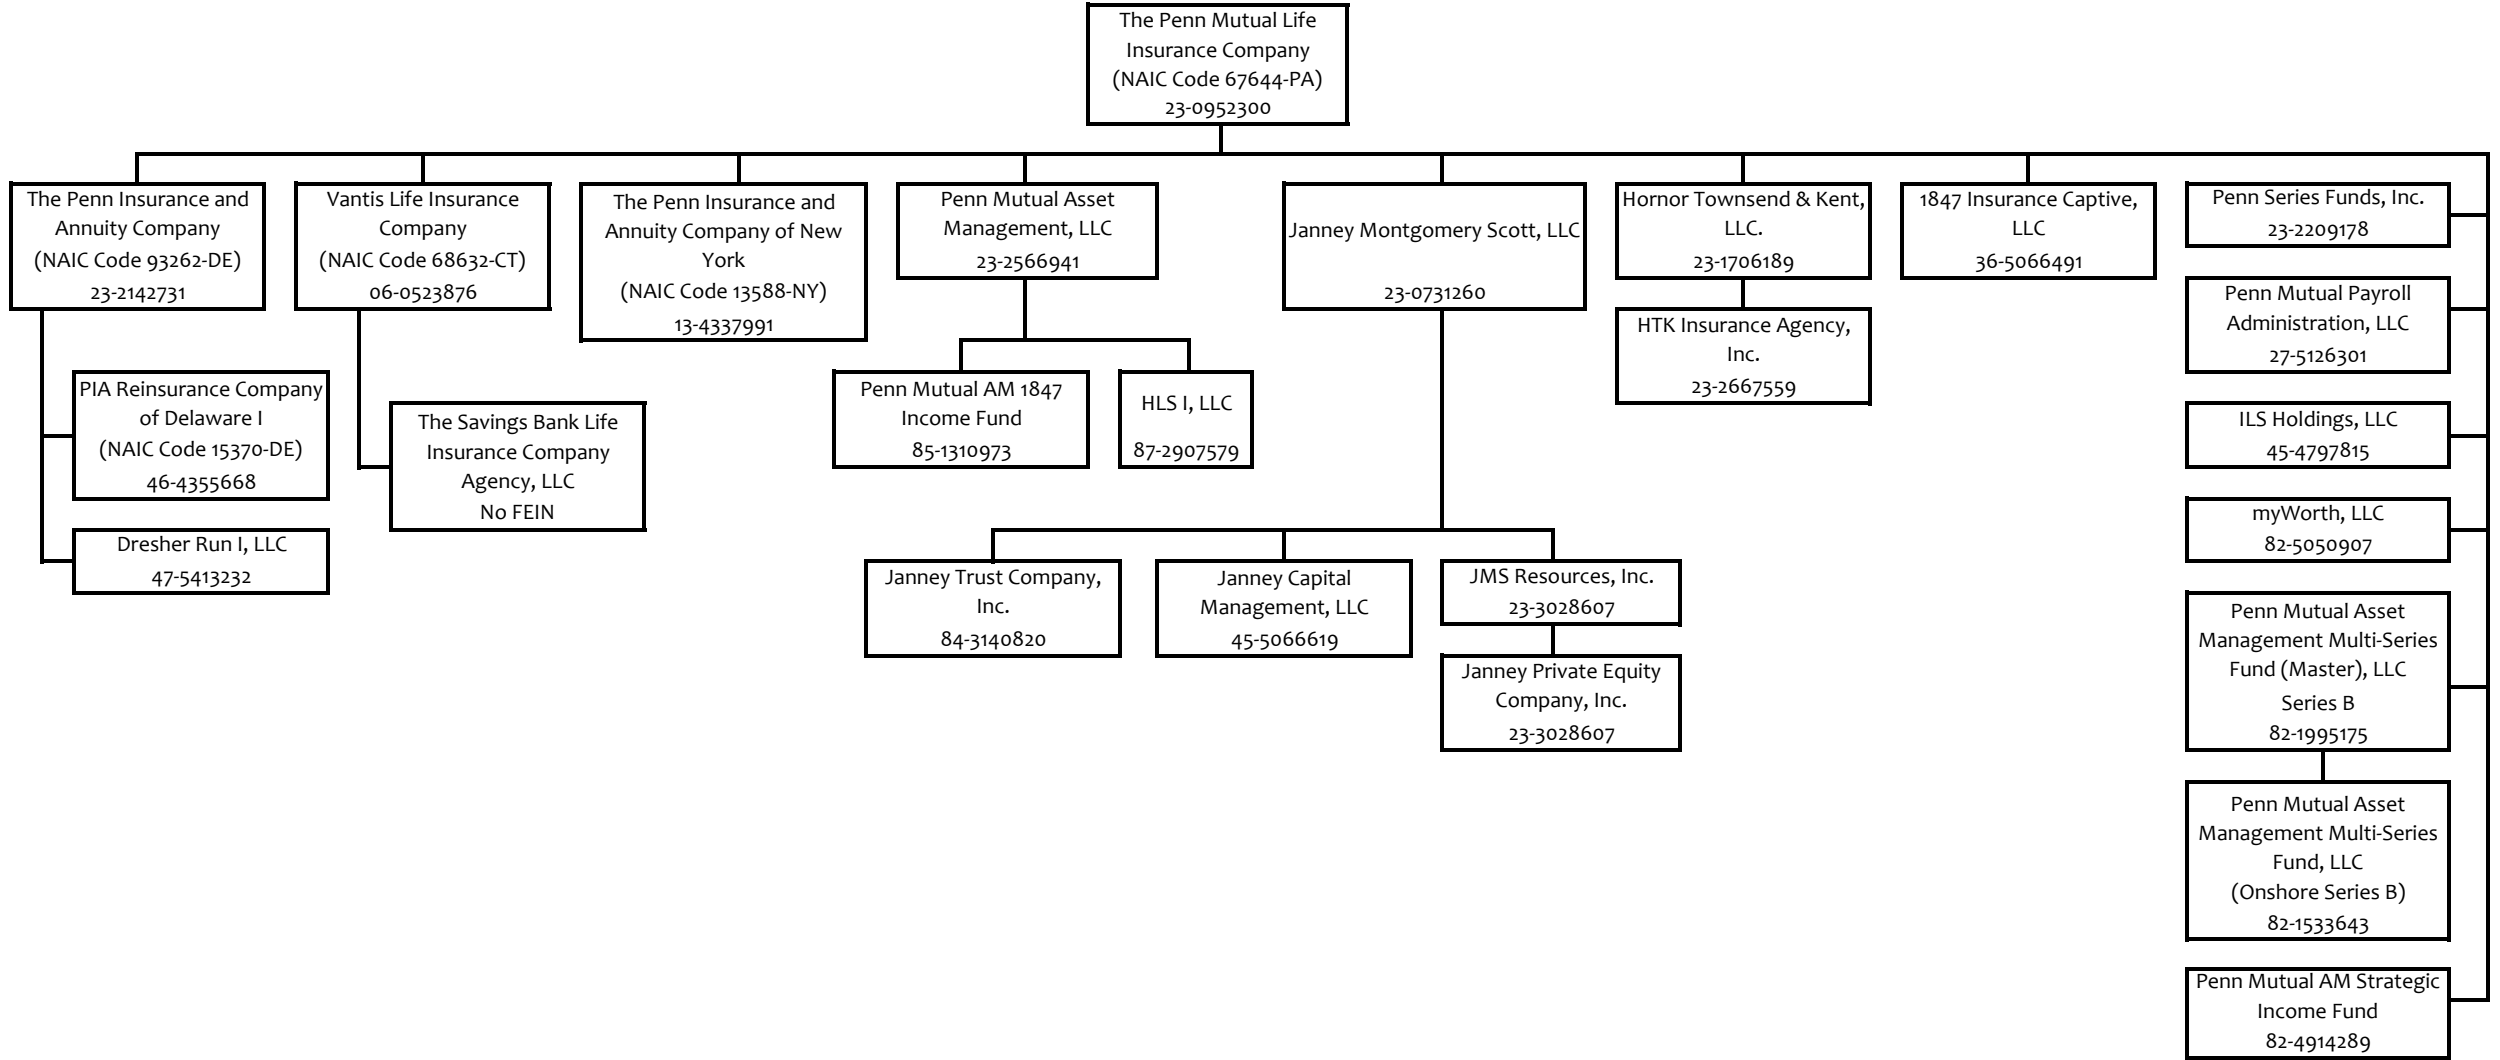 The Penn Mutual Life
Insurance Company
(NAIC Code 67644-PA)
23-0952300
The Penn Insurance and
Annuity Company
(NAIC Code 93262-DE)
23-2142731
Vantis Life Insurance
Company
(NAIC Code 68632-CT)
06-0523876
The Penn Insurance and
Annuity Company of New
York
(NAIC Code 13588-NY)
13-4337991
Penn Mutual Asset
Management, LLC
23-2566941
Janney Montgomery Scott, LLC
23-0731260
Hornor Townsend & Kent,
LLC.
23-1706189
1847 Insurance Captive,
LLC
36-5066491
Penn Series Funds, Inc.
23-2209178
Penn Mutual Payroll
Administration, LLC
27-5126301
HTK Insurance Agency,
Inc.
23-2667559
PIA Reinsurance Company
of Delaware I
(NAIC Code 15370-DE)
46-4355668
The Savings Bank Life
Insurance Company
Agency, LLC
No FEIN
Penn Mutual AM 1847
Income Fund
85-1310973
HLS I, LLC
87-2907579
ILS Holdings, LLC
45-4797815
myWorth, LLC
82-5050907
Dresher Run I, LLC
47-5413232
Janney Trust Company,
Inc.
84-3140820
Janney Capital
Management, LLC
45-5066619
JMS Resources, Inc.
23-3028607
Janney Private Equity
Company, Inc.
23-3028607
Penn Mutual Asset
Management Multi-Series
Fund (Master), LLC
Series B
82-1995175
Penn Mutual Asset
Management Multi-Series
Fund, LLC
(Onshore Series B)
82-1533643
Penn Mutual AM Strategic
Income Fund
82-4914289